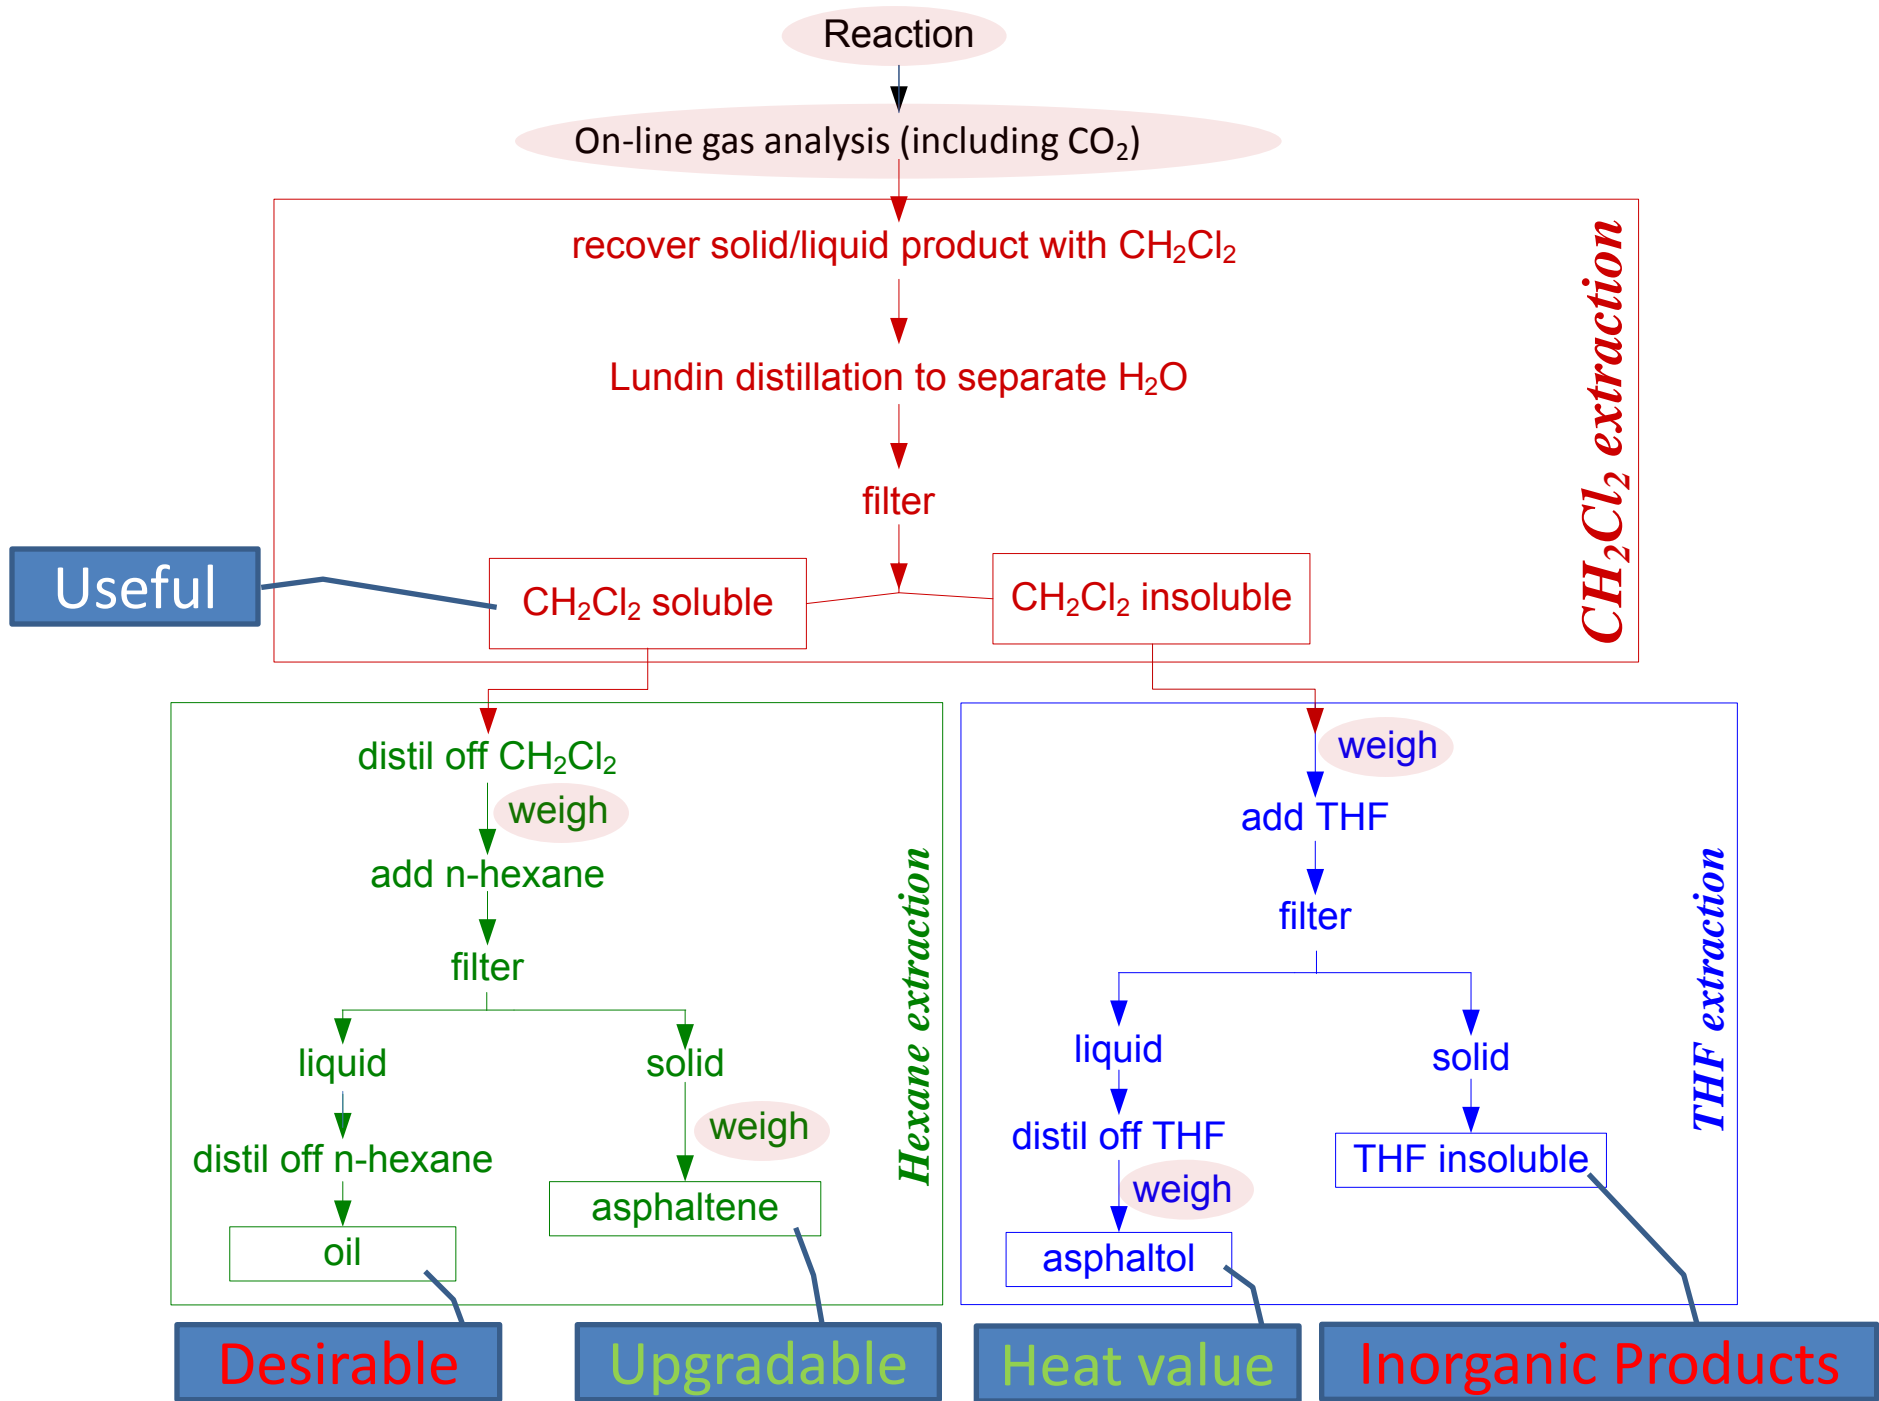 Reaction
On-line gas analysis (including CO₂)
recover solid/liquid product with CH₂Cl₂
Lundin distillation to separate H₂O
filter
CH₂Cl₂ soluble
CH₂Cl₂ insoluble
CH₂Cl₂ extraction
Useful
distil off CH₂Cl₂
weigh
add n-hexane
filter
liquid
solid
weigh
distil off n-hexane
asphaltene
oil
Hexane extraction
weigh
add THF
filter
liquid
solid
distil off THF
THF insoluble
weigh
asphaltol
THF extraction
Desirable
Upgradable
Heat value
Inorganic Products